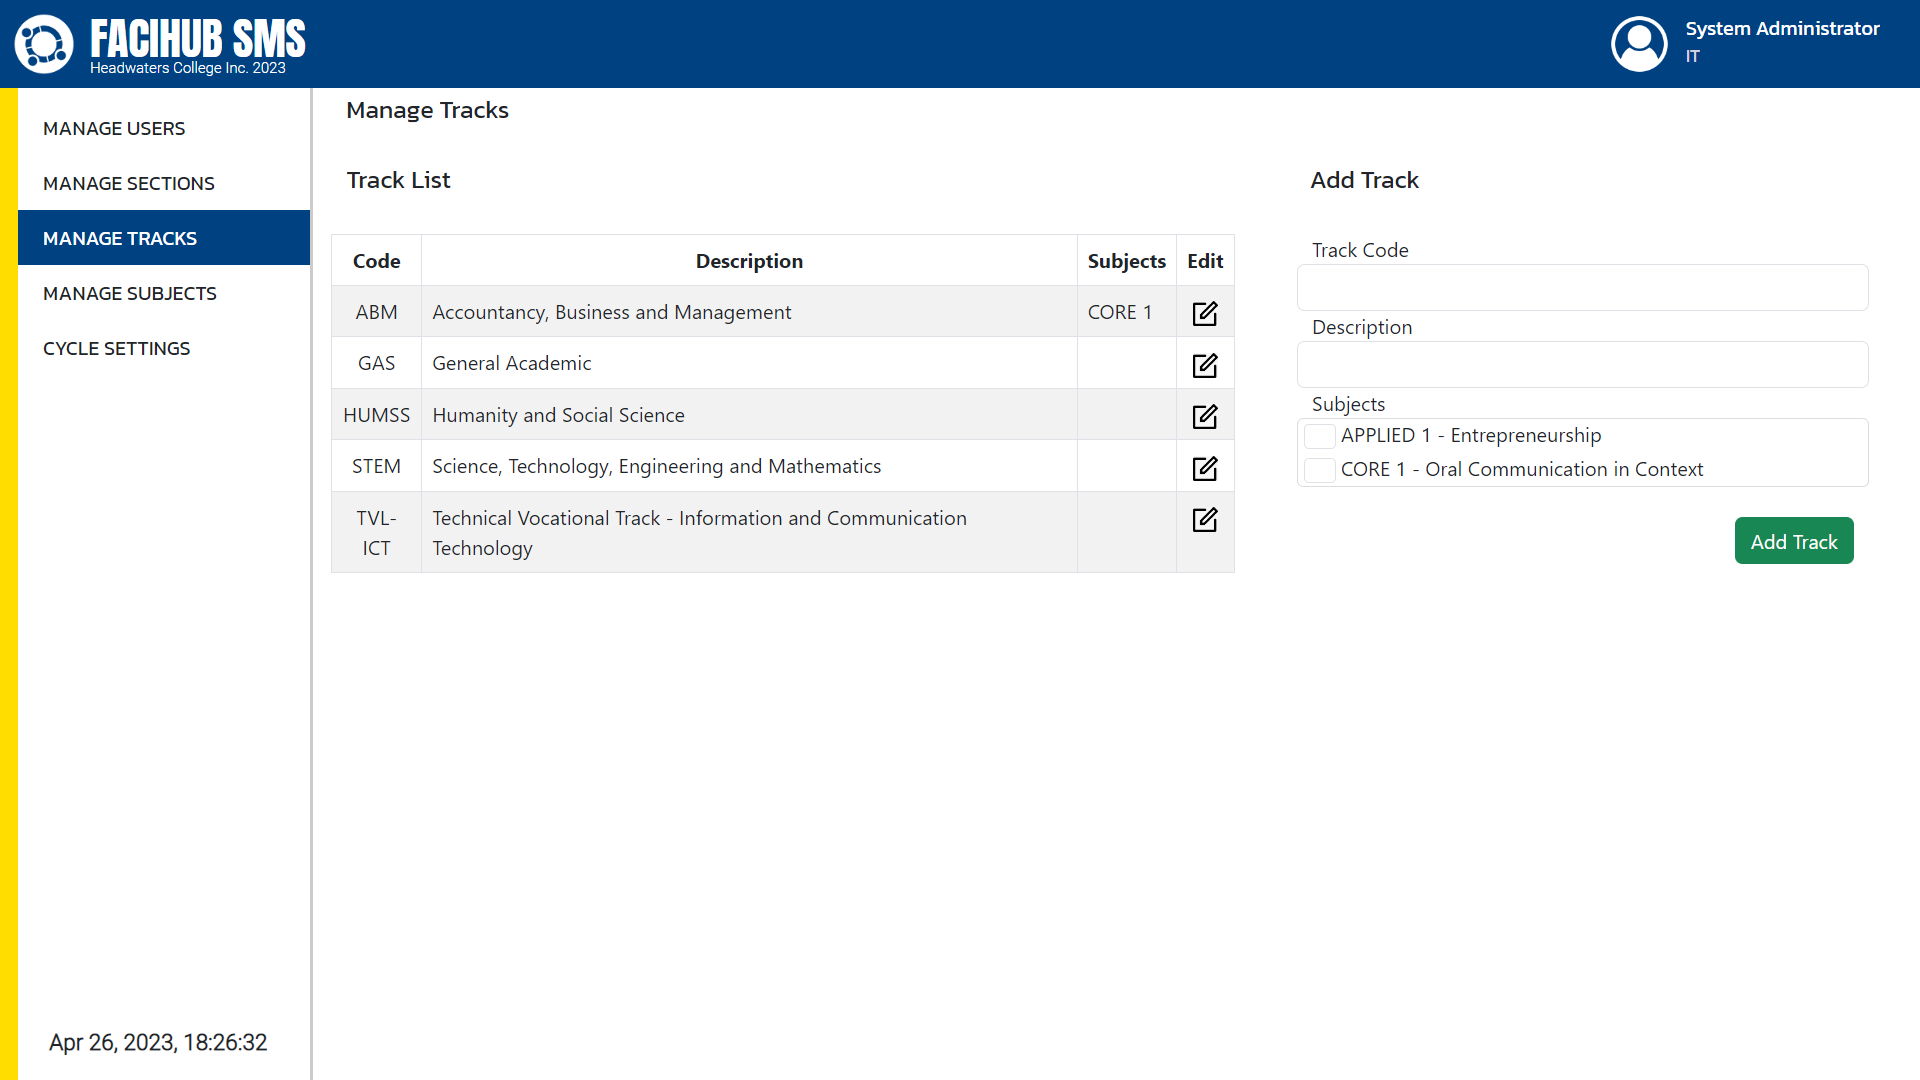 FACIHUB SMS
Headwaters College Inc. 2023
System Administrator
IT
MANAGE USERS
MANAGE SECTIONS
MANAGE TRACKS
MANAGE SUBJECTS
CYCLE SETTINGS
Apr 26, 2023, 18:26:32
Manage Tracks
Track List
Code Description Subjects Edit
ABM Accountancy, Business and Management CORE 1
GAS General Academic
HUMSS Humanity and Social Science
STEM Science, Technology, Engineering and Mathematics
TVL- Technical Vocational Track - Information and Communication
ICT Technology
Add Track
Track Code
Description
Subjects
APPLIED 1 - Entrepreneurship
CORE 1 - Oral Communication in Context
Add Track